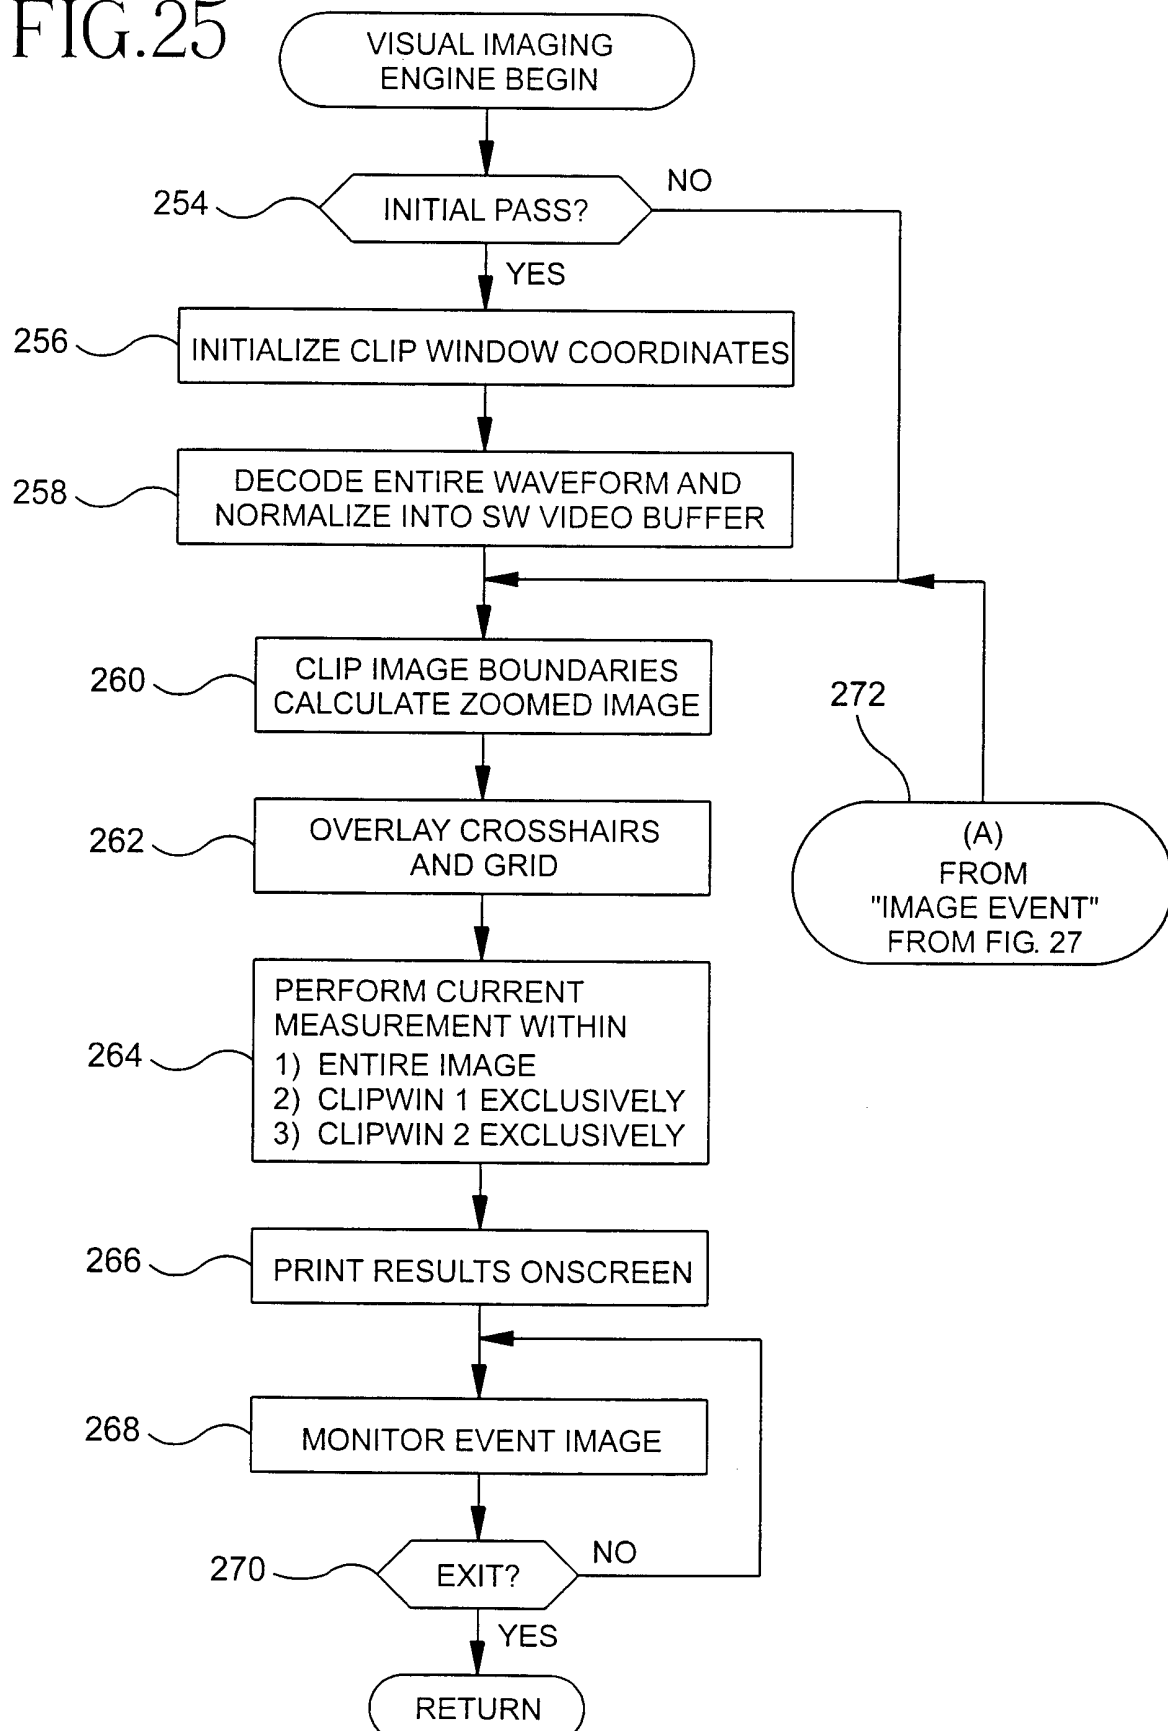 FIG.25
VISUAL IMAGING
ENGINE BEGIN
254
INITIAL PASS?
NO
YES
256
INITIALIZE CLIP WINDOW COORDINATES
258
DECODE ENTIRE WAVEFORM AND
NORMALIZE INTO SW VIDEO BUFFER
260
CLIP IMAGE BOUNDARIES
CALCULATE ZOOMED IMAGE
272
(A)
FROM
"IMAGE EVENT"
FROM FIG. 27
262
OVERLAY CROSSHAIRS
AND GRID
264
PERFORM CURRENT
MEASUREMENT WITHIN
1) ENTIRE IMAGE
2) CLIPWIN 1 EXCLUSIVELY
3) CLIPWIN 2 EXCLUSIVELY
266
PRINT RESULTS ONSCREEN
268
MONITOR EVENT IMAGE
270
EXIT?
NO
YES
RETURN